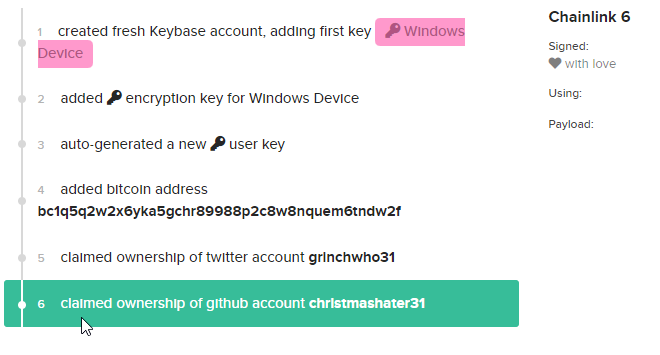 1 created fresh Keybase account, adding first key Windows
Device
2 added encryption key for Windows Device
3 auto-generated a new user key
4 added bitcoin address
bc1q5q2w2x6yka5gchr89988p2c8w8nquem6tndw2f
5 claimed ownership of twitter account grinchwho31
6 claimed ownership of github account christmashater31
Chainlink 6
Signed:
with love
Using:
Payload: